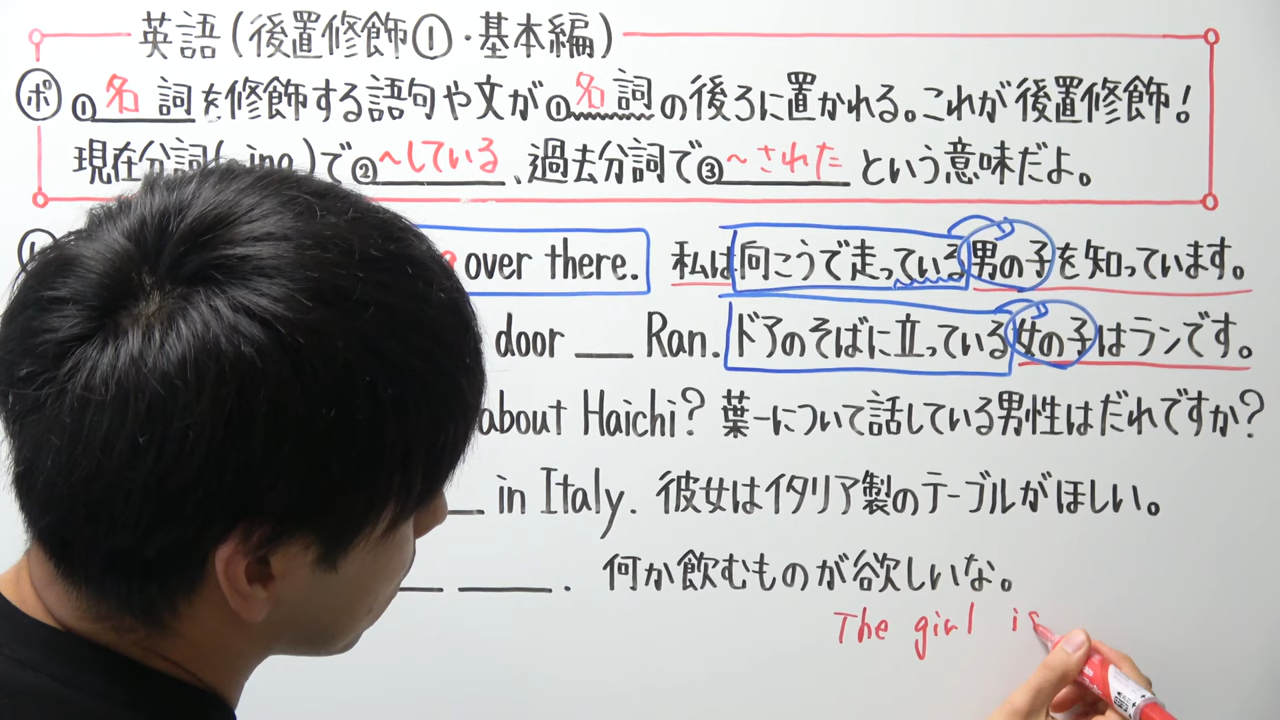 英語(後置修飾①・基本編)
ポ ①名詞を修飾する語句や文が①名詞の後ろに置かれる。これが後置修飾!
現在分詞(-ing)で②~している、過去分詞で③~されたという意味だよ。
over there. 私は向こうで走っている男の子を知っています。
door ___ Ran. ドアのそばに立っている女の子はランです。
about Haichi? 葉一について話している男性はだれですか?
___ in Italy. 彼女はイタリア製のテーブルがほしい。
___ ___. 何か飲むものが欲しいな。
The girl is